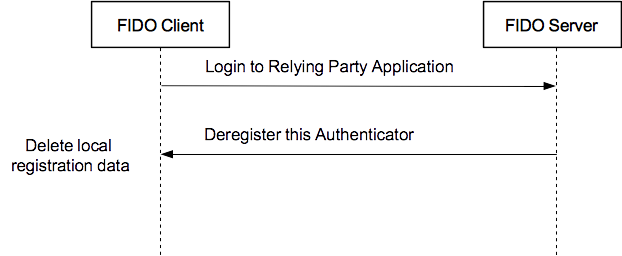 FIDO Client
FIDO Server
Login to Relying Party Application
Deregister this Authenticator
Delete local
registration data